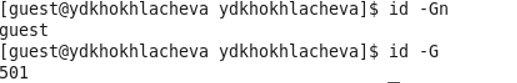 [guest@ydkhokhlacheva ydkhokhlacheva]$ id -Gn
guest
[guest@ydkhokhlacheva ydkhokhlacheva]$ id -G
501